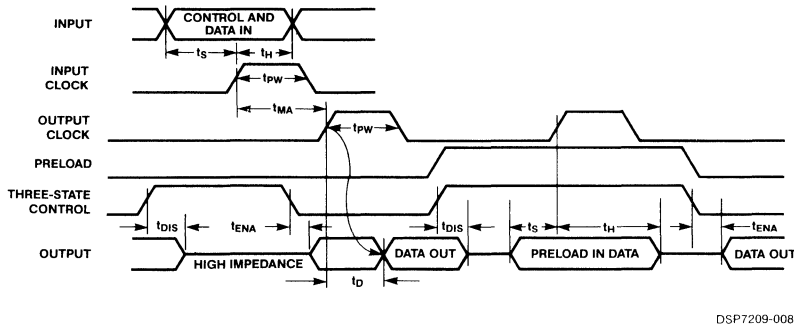 INPUT
CONTROL AND
DATA IN
tS
tH
INPUT
CLOCK
tPW
tMA
OUTPUT
CLOCK
tPW
PRELOAD
THREE-STATE
CONTROL
tDIS
tENA
tDIS
tS
tH
tENA
OUTPUT
HIGH IMPEDANCE
DATA OUT
PRELOAD IN DATA
DATA OUT
tD
DSP7209-008